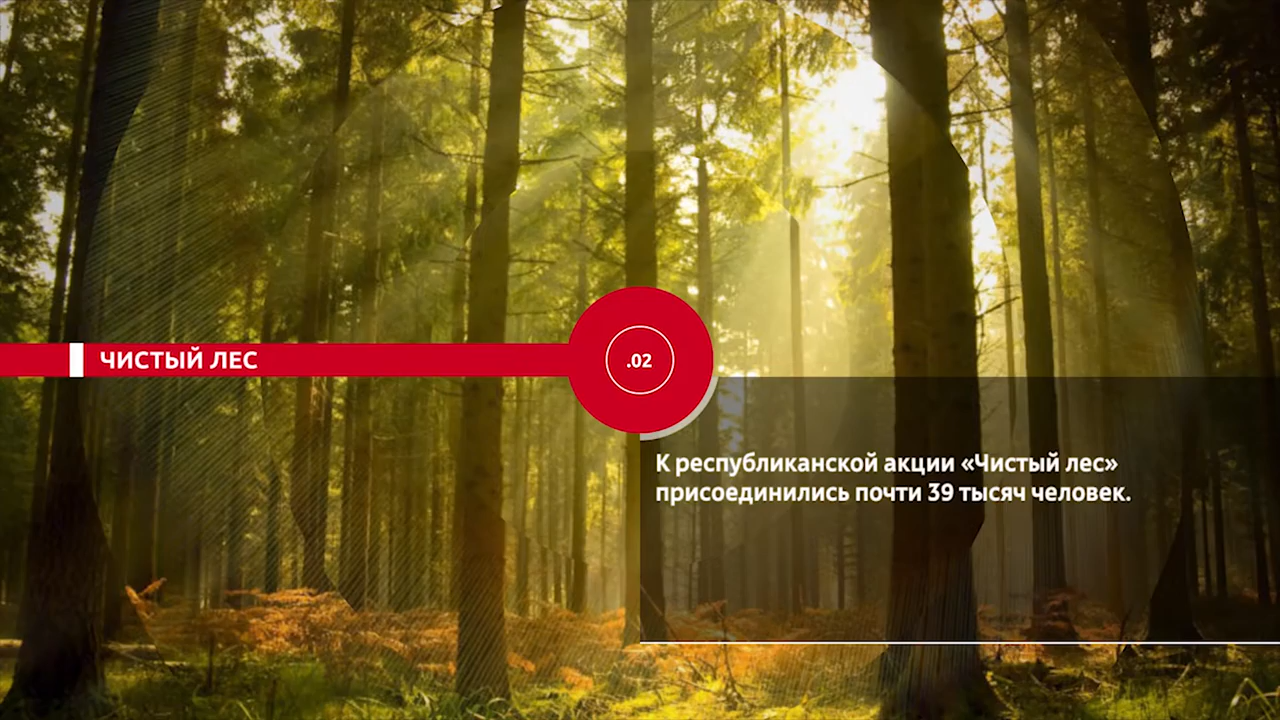 ЧИСТЫЙ ЛЕС
.02
К республиканской акции «Чистый лес»
присоединились почти 39 тысяч человек.